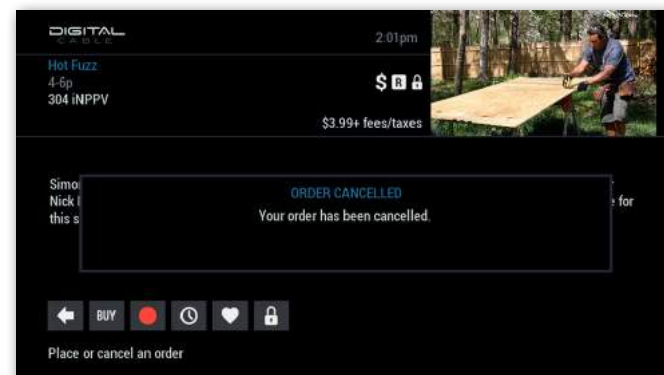 DIGITAL
CABLE
2:01pm
Hot Fuzz
4-6p
$ R
304 iNPPV
$3.99+ fees/taxes
Simo
Nick
for
this s
ORDER CANCELLED
Your order has been cancelled.
BUY
Place or cancel an order